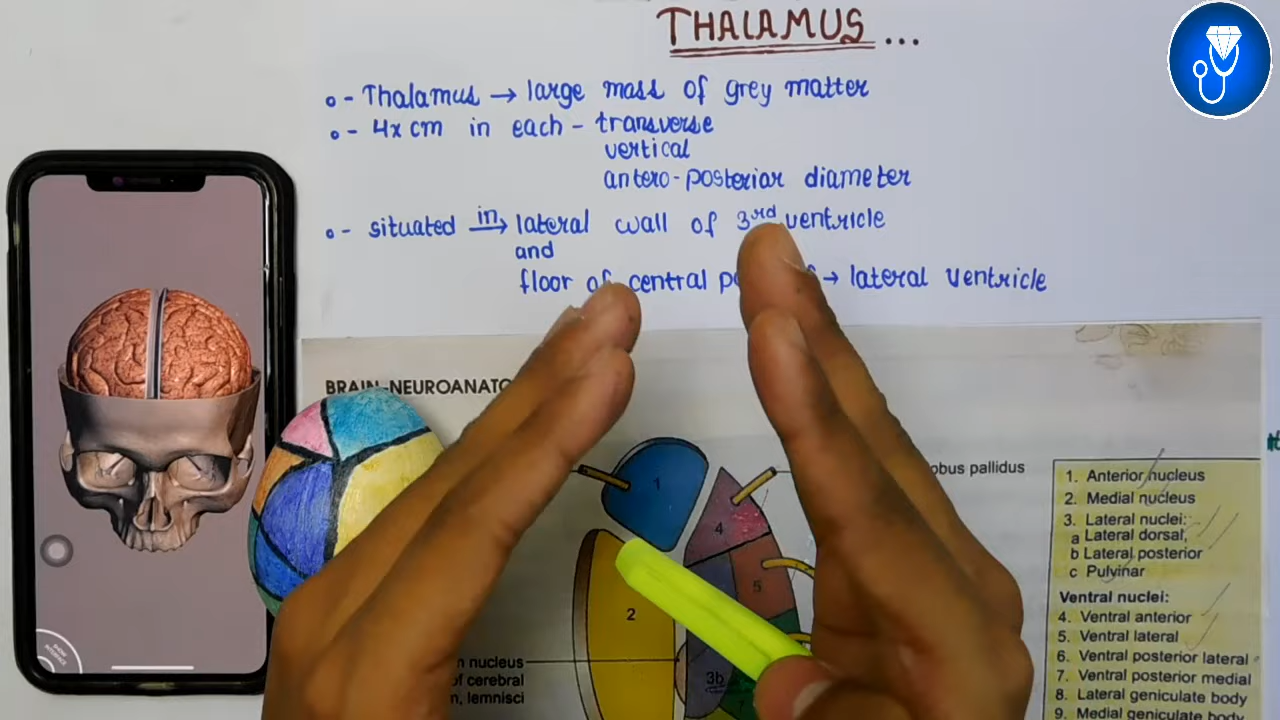 THALAMUS...
o - Thalamus → large mass of grey matter
o - 4x cm in each - transverse
vertical
antero-posterior diameter
o - situated in → lateral wall of 3rd ventricle
and
floor of central → lateral ventricle
BRAIN-NEUROANATO
obus pallidus
1
4
5
2
3b
7
n nucleus
of cerebral
m, lemnisci
1. Anterior nucleus
2. Medial nucleus
3. Lateral nuclei:
a Lateral dorsal,
b Lateral posterior
c Pulvinar
Ventral nuclei:
4. Ventral anterior
5. Ventral lateral
6. Ventral posterior lateral
7. Ventral posterior medial
8. Lateral geniculate body
9. Medial geniculate body